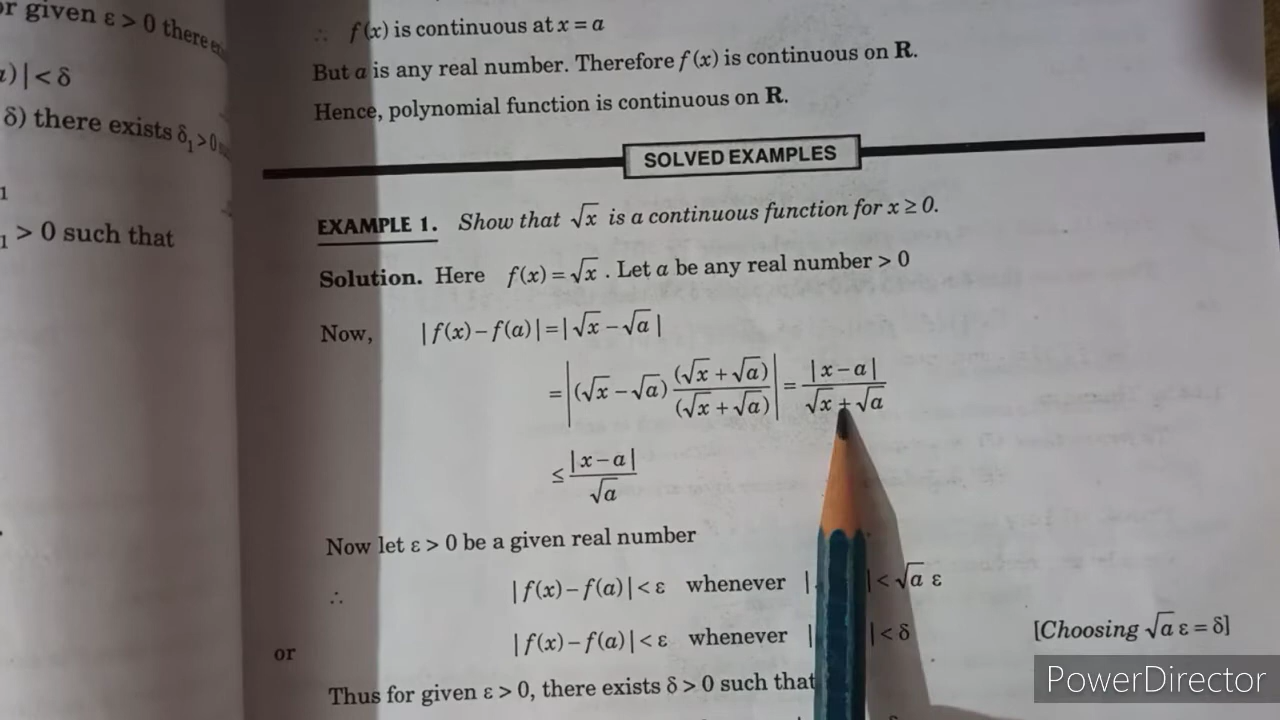 or given ε > 0 there
∴ f(x) is continuous at x = a
)| < δ
But a is any real number. Therefore f(x) is continuous on R.
δ) there exists δ₁ > 0
Hence, polynomial function is continuous on R.
SOLVED EXAMPLES
1
₁ > 0 such that
EXAMPLE 1. Show that √x is a continuous function for x ≥ 0.
Solution. Here f(x) = √x . Let a be any real number > 0
Now, |f(x) − f(a)| = |√x − √a|
= |(√x − √a) (√x + √a)/(√x + √a)| = |x − a|/(√x + √a)
≤ |x − a|/√a
Now let ε > 0 be a given real number
∴ |f(x) − f(a)| < ε whenever | | < √a ε
or |f(x) − f(a)| < ε whenever | | < δ [Choosing √a ε = δ]
Thus for given ε > 0, there exists δ > 0 such that
PowerDirector